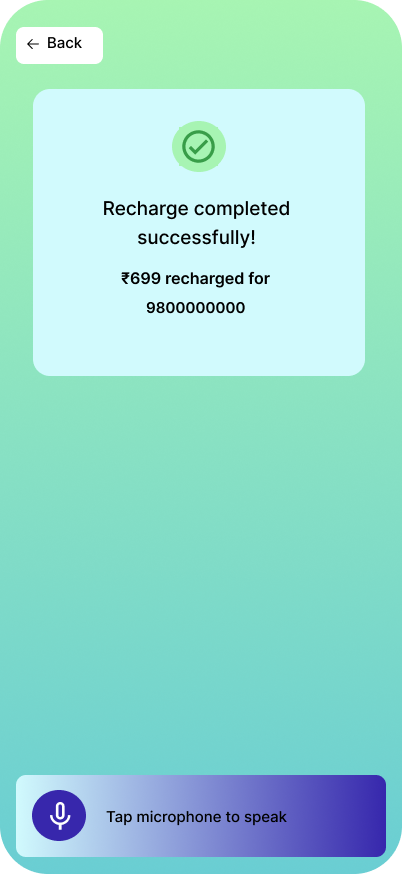 Back
Recharge completed
successfully!
₹699 recharged for
9800000000
Tap microphone to speak